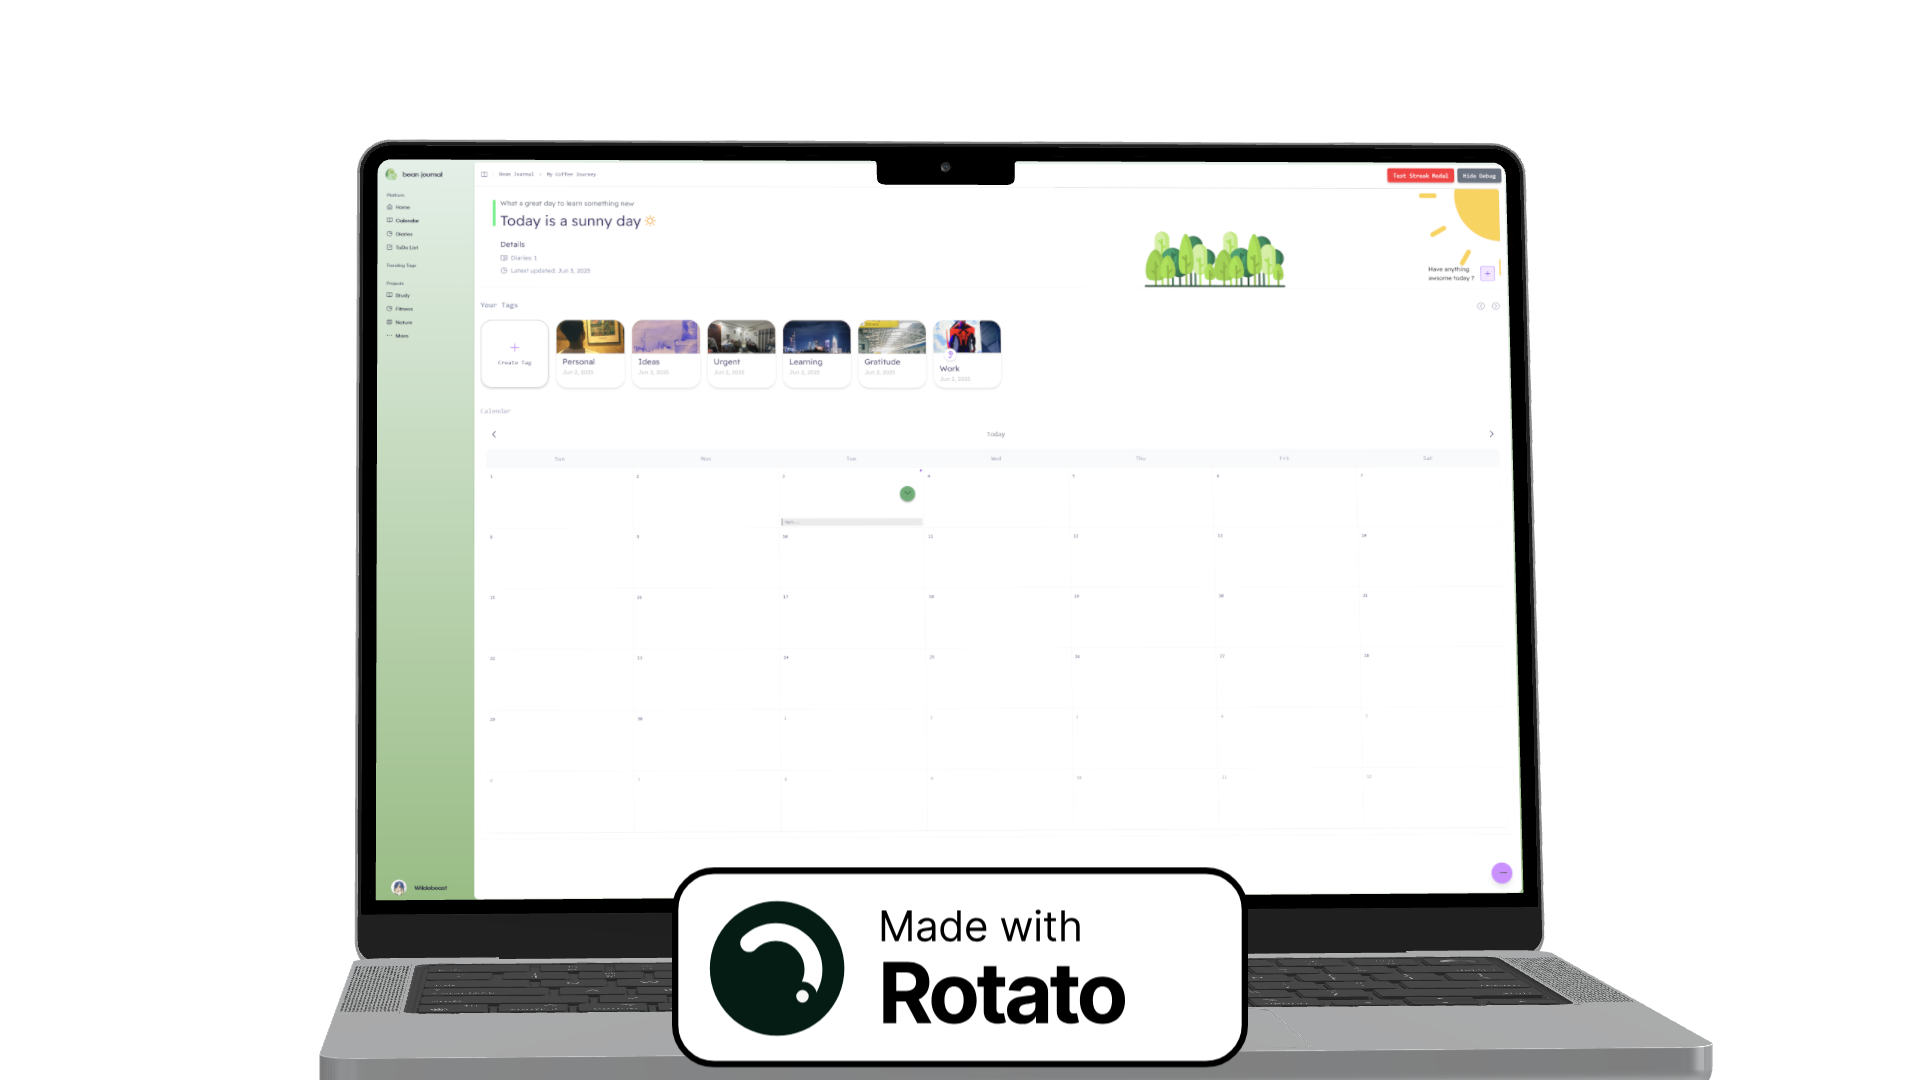 bean journal
Platform
Home
Calendar
Diaries
ToDo List
Trending Tags
Projects
Study
Fitness
Nature
More
Wildebeast
Bean Journal > My Coffee Journey
Test Streak Modal
Hide Debug
What a great day to learn something new
Today is a sunny day
Details
Diaries: 1
Latest updated: Jun 3, 2025
Have anything
awsome today ?
Your Tags
Create Tag
Personal
Jun 2, 2025
Ideas
Jun 2, 2025
Urgent
Jun 2, 2025
Learning
Jun 2, 2025
Gratitude
Jun 2, 2025
Work
Jun 2, 2025
Calendar
Today
Sun Mon Tue Wed Thu Fri Sat
1 2 3 4 5 6 7
8 9 10 11 12 13 14
15 16 17 18 19 20 21
22 23 24 25 26 27 28
29 30 1 2 3 4 5
6 7 8 9 10 11 12
Made with
Rotato